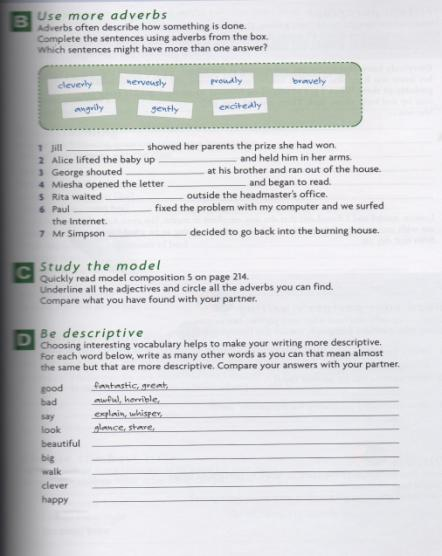 B Use more adverbs
Adverbs often describe how something is done.
Complete the sentences using adverbs from the box.
Which sentences might have more than one answer?
cleverly nervously proudly bravely
angrily gently excitedly
1 Jill ____________ showed her parents the prize she had won.
2 Alice lifted the baby up ____________ and held him in her arms.
3 George shouted ____________ at his brother and ran out of the house.
4 Miesha opened the letter ____________ and began to read.
5 Rita waited ____________ outside the headmaster's office.
6 Paul ____________ fixed the problem with my computer and we surfed
the Internet.
7 Mr Simpson ____________ decided to go back into the burning house.
C Study the model
Quickly read model composition 5 on page 214.
Underline all the adjectives and circle all the adverbs you can find.
Compare what you have found with your partner.
D Be descriptive
Choosing interesting vocabulary helps to make your writing more descriptive.
For each word below, write as many other words as you can that mean almost
the same but that are more descriptive. Compare your answers with your partner.
good fantastic, great,
bad awful, horrible,
say explain, whisper,
look glance, stare,
beautiful
big
walk
clever
happy